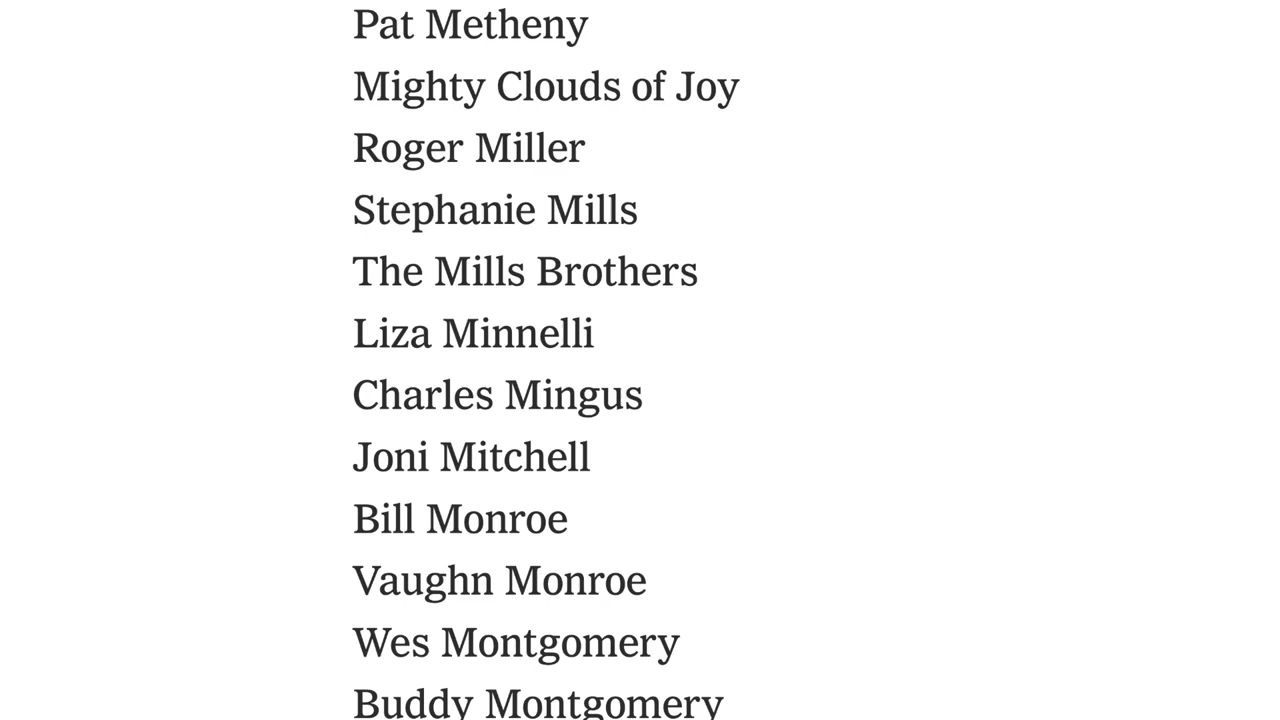 Pat Metheny
Mighty Clouds of Joy
Roger Miller
Stephanie Mills
The Mills Brothers
Liza Minnelli
Charles Mingus
Joni Mitchell
Bill Monroe
Vaughn Monroe
Wes Montgomery
Buddy Montgomery